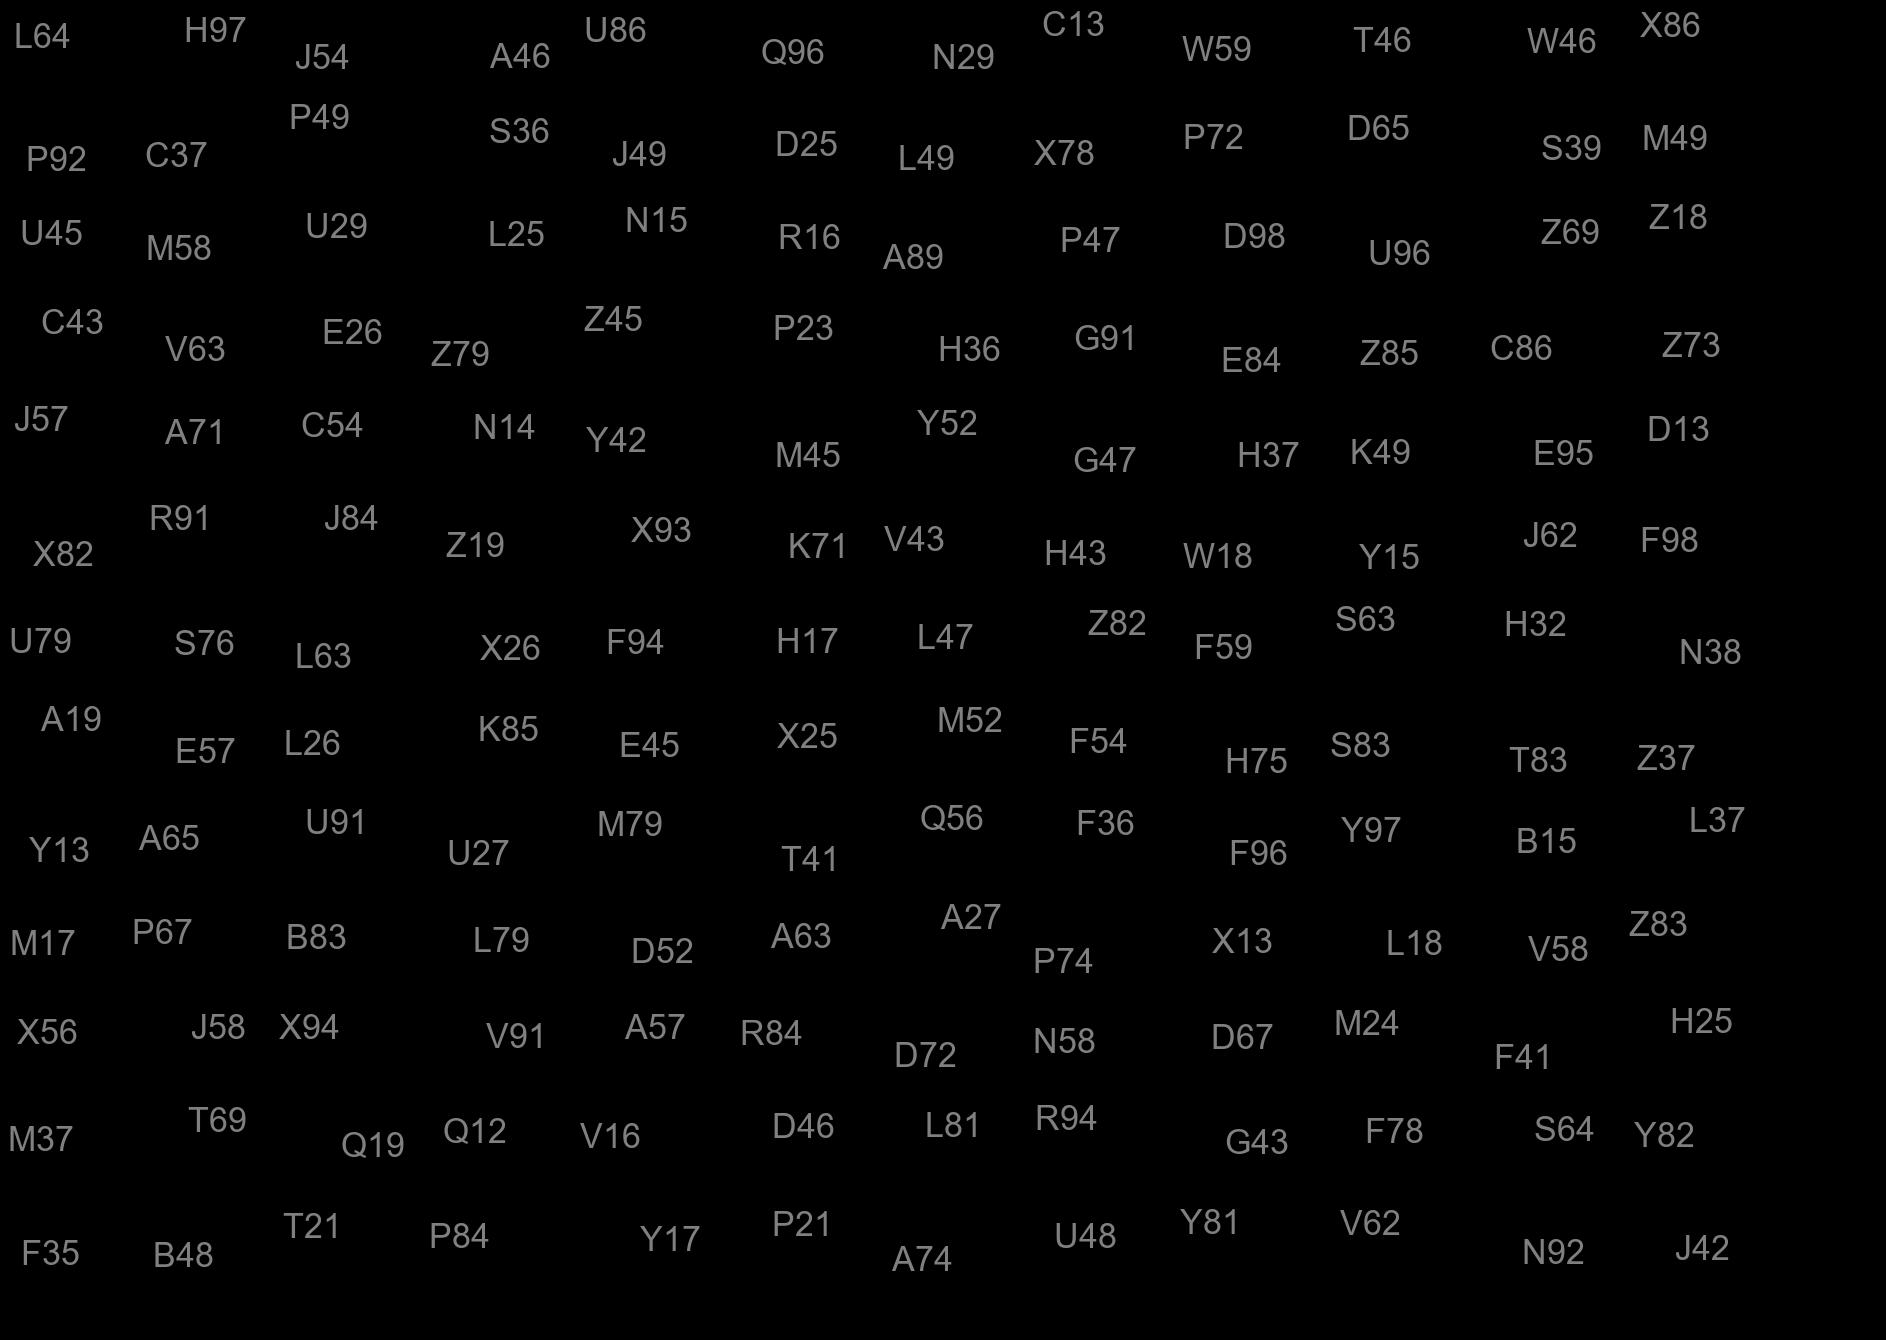 L64 H97 J54 A46 U86 Q96 N29 C13 W59 T46 W46 X86
P92 C37 P49 S36 J49 D25 L49 X78 P72 D65 S39 M49
U45 M58 U29 L25 N15 R16 A89 P47 D98 U96 Z69 Z18
C43 V63 E26 Z79 Z45 P23 H36 G91 E84 Z85 C86 Z73
J57 A71 C54 N14 Y42 M45 Y52 G47 H37 K49 E95 D13
X82 R91 J84 Z19 X93 K71 V43 H43 W18 Y15 J62 F98
U79 S76 L63 X26 F94 H17 L47 Z82 F59 S63 H32 N38
A19 E57 L26 K85 E45 X25 M52 F54 H75 S83 T83 Z37
Y13 A65 U91 U27 M79 T41 Q56 F36 F96 Y97 B15 L37
M17 P67 B83 L79 D52 A63 A27 P74 X13 L18 V58 Z83
X56 J58 X94 V91 A57 R84 D72 N58 D67 M24 F41 H25
M37 T69 Q19 Q12 V16 D46 L81 R94 G43 F78 S64 Y82
F35 B48 T21 P84 Y17 P21 A74 U48 Y81 V62 N92 J42